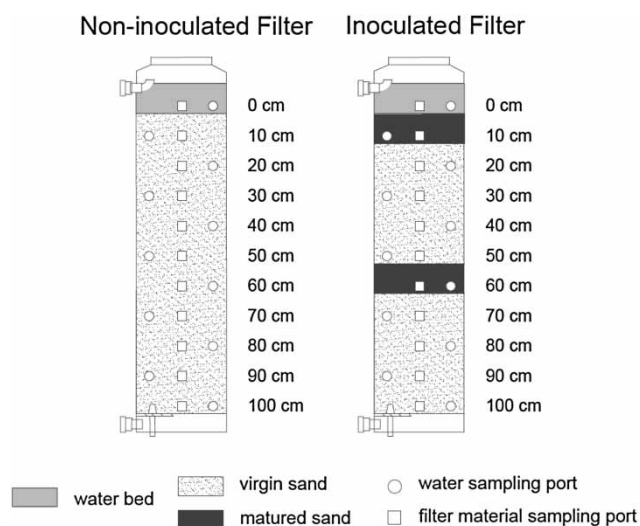 Non-inoculated Filter Inoculated Filter
0 cm 0 cm
10 cm 10 cm
20 cm 20 cm
30 cm 30 cm
40 cm 40 cm
50 cm 50 cm
60 cm 60 cm
70 cm 70 cm
80 cm 80 cm
90 cm 90 cm
100 cm 100 cm
water bed virgin sand water sampling port
matured sand filter material sampling port